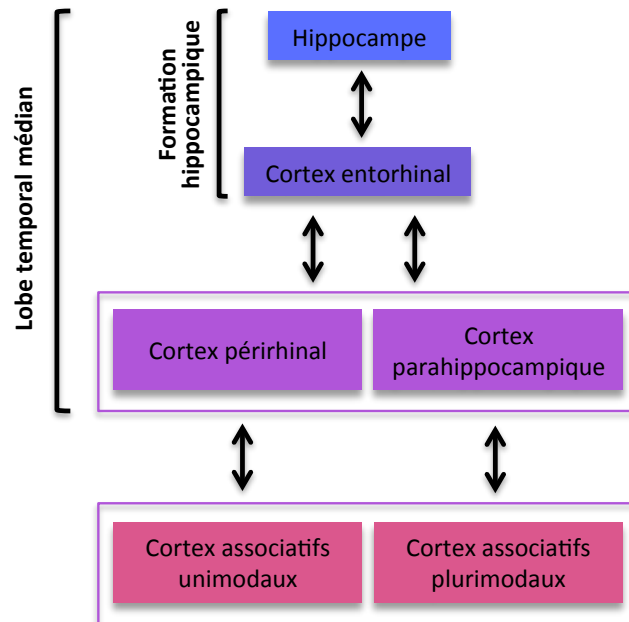 Lobe temporal médian
Formation
hippocampique
Hippocampe
Cortex entorhinal
Cortex périrhinal
Cortex
parahippocampique
Cortex associatifs
unimodaux
Cortex associatifs
plurimodaux